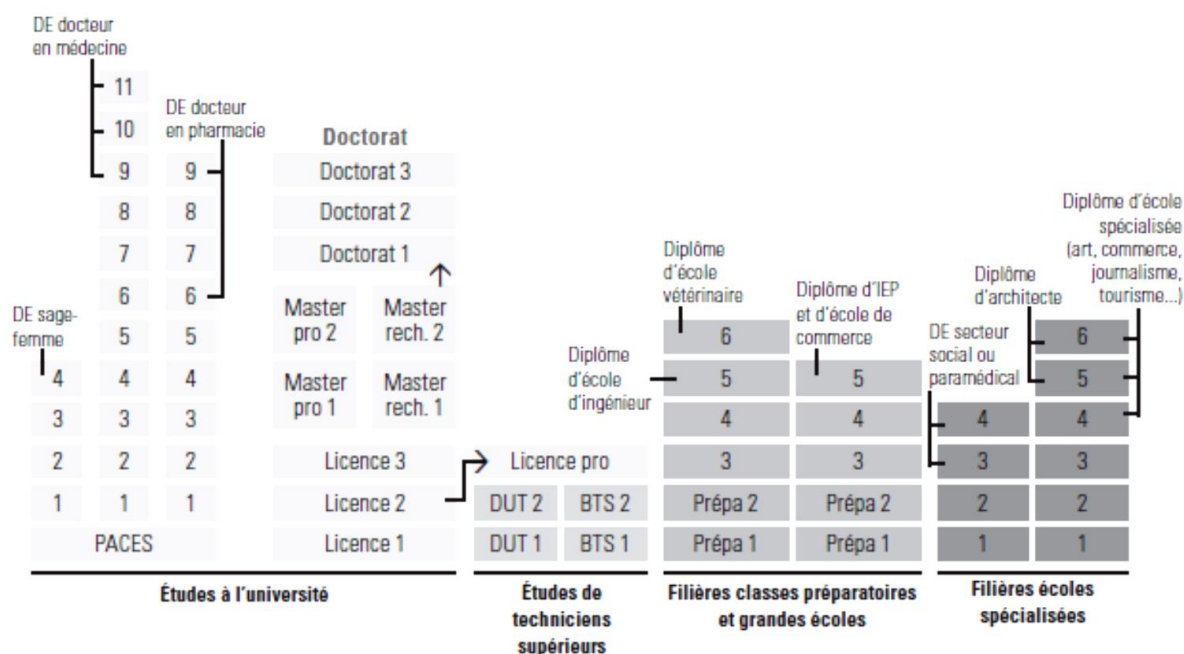 DE docteur
en médecine
11
DE docteur
en pharmacie
10
Doctorat
9
9
Doctorat 3
8
8
Doctorat 2
Diplôme d'école
spécialisée
(art, commerce,
journalisme,
tourisme...)
7
7
Doctorat 1
Diplôme
d'école
vétérinaire
Diplôme d'IEP
et d'école de
commerce
Diplôme
d'architecte
6
6
Master
pro 2
Master
rech. 2
DE sage-
femme
5
5
6
DE secteur
social ou
paramédical
6
Diplôme
d'école
d'ingénieur
4
4
4
Master
pro 1
Master
rech. 1
5
5
5
3
3
3
4
4
4
4
2
2
2
Licence 3
Licence pro
3
3
3
3
1
1
1
Licence 2
DUT 2
BTS 2
Prépa 2
Prépa 2
2
2
PACES
Licence 1
DUT 1
BTS 1
Prépa 1
Prépa 1
1
1
Études à l'université
Études de
techniciens
supérieurs
Filières classes préparatoires
et grandes écoles
Filières écoles
spécialisées